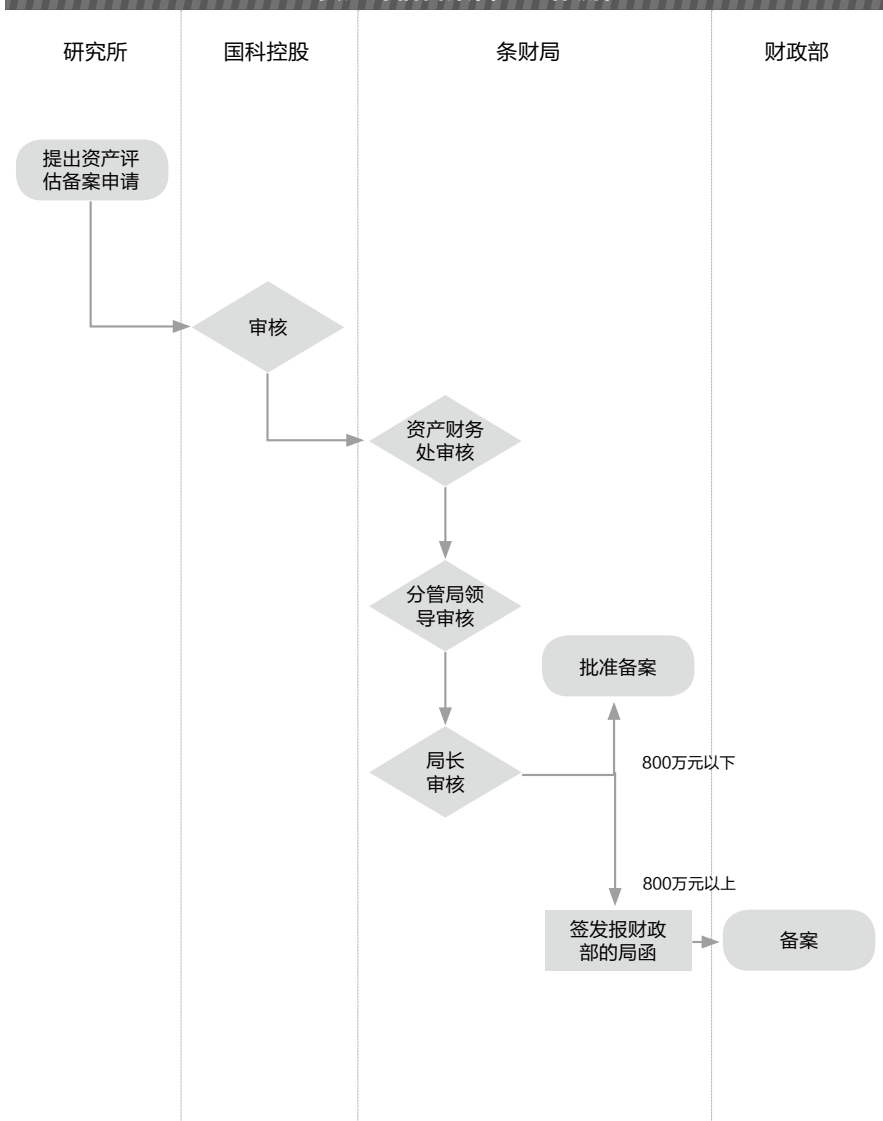 研究所
国科控股
条财局
财政部
提出资产评
估备案申请
审核
资产财务
处审核
分管局领
导审核
批准备案
局长
审核
800万元以下
800万元以上
签发报财政
部的局函
备案